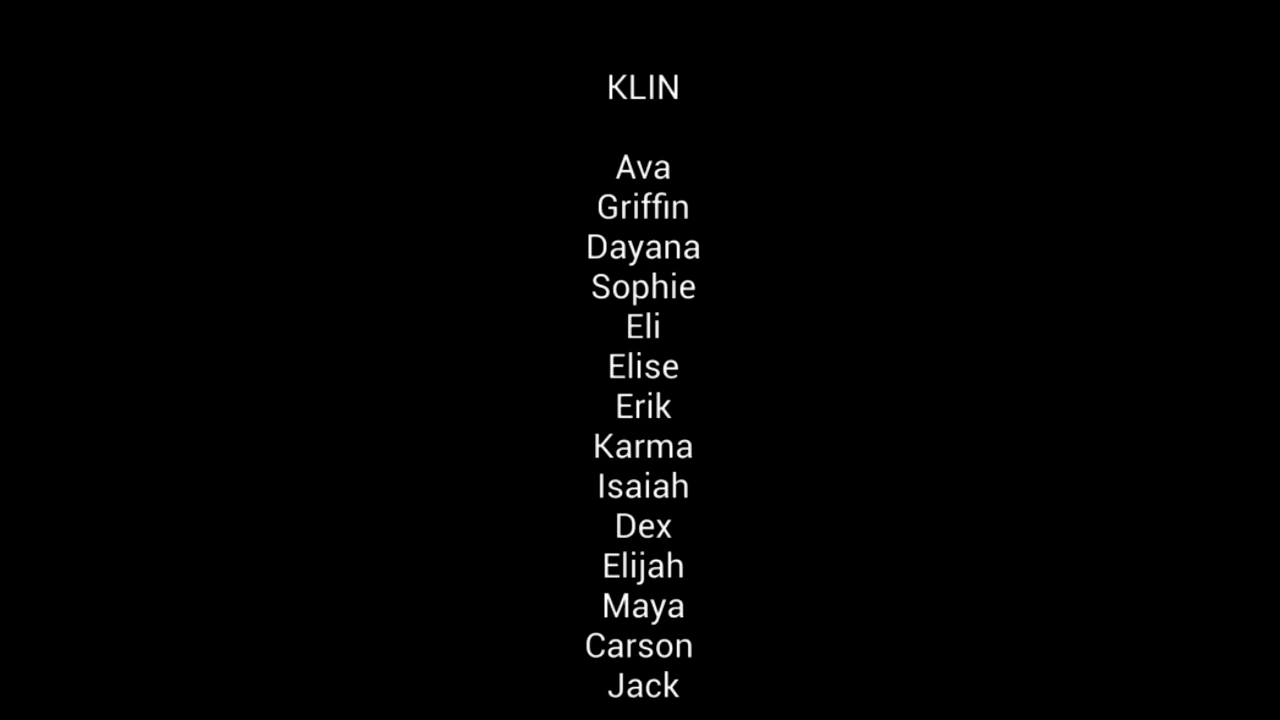 KLIN
Ava
Griffin
Dayana
Sophie
Eli
Elise
Erik
Karma
Isaiah
Dex
Elijah
Maya
Carson
Jack